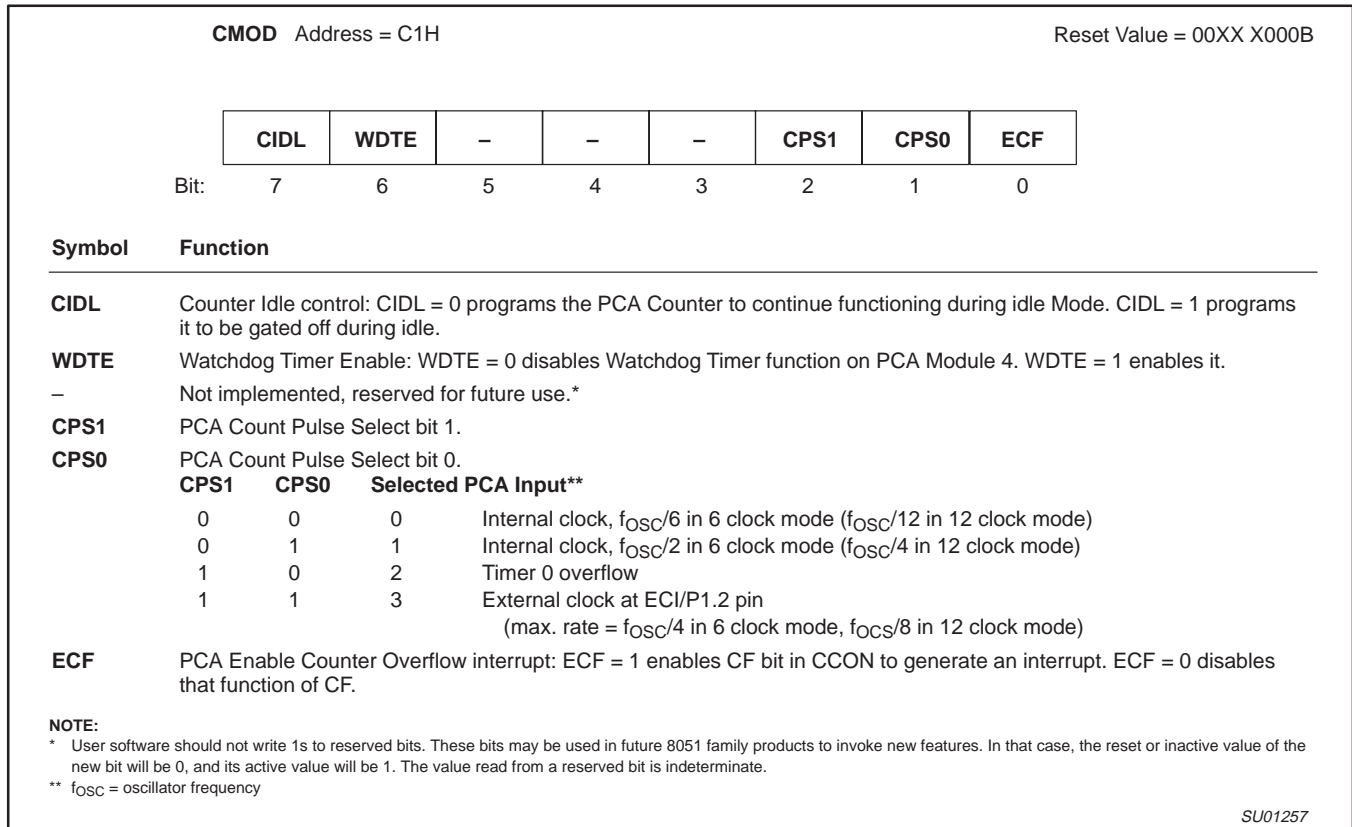 CMOD Address = C1H Reset Value = 00XX X000B
CIDL WDTE – – – CPS1 CPS0 ECF
Bit: 7 6 5 4 3 2 1 0
Symbol Function
CIDL Counter Idle control: CIDL = 0 programs the PCA Counter to continue functioning during idle Mode. CIDL = 1 programs
it to be gated off during idle.
WDTE Watchdog Timer Enable: WDTE = 0 disables Watchdog Timer function on PCA Module 4. WDTE = 1 enables it.
– Not implemented, reserved for future use.*
CPS1 PCA Count Pulse Select bit 1.
CPS0 PCA Count Pulse Select bit 0.
CPS1 CPS0 Selected PCA Input**
0 0 0 Internal clock, fOSC/6 in 6 clock mode (fOSC/12 in 12 clock mode)
0 1 1 Internal clock, fOSC/2 in 6 clock mode (fOSC/4 in 12 clock mode)
1 0 2 Timer 0 overflow
1 1 3 External clock at ECI/P1.2 pin
(max. rate = fOSC/4 in 6 clock mode, fOCS/8 in 12 clock mode)
ECF PCA Enable Counter Overflow interrupt: ECF = 1 enables CF bit in CCON to generate an interrupt. ECF = 0 disables
that function of CF.
NOTE:
* User software should not write 1s to reserved bits. These bits may be used in future 8051 family products to invoke new features. In that case, the reset or inactive value of the
new bit will be 0, and its active value will be 1. The value read from a reserved bit is indeterminate.
** fOSC = oscillator frequency
SU01257